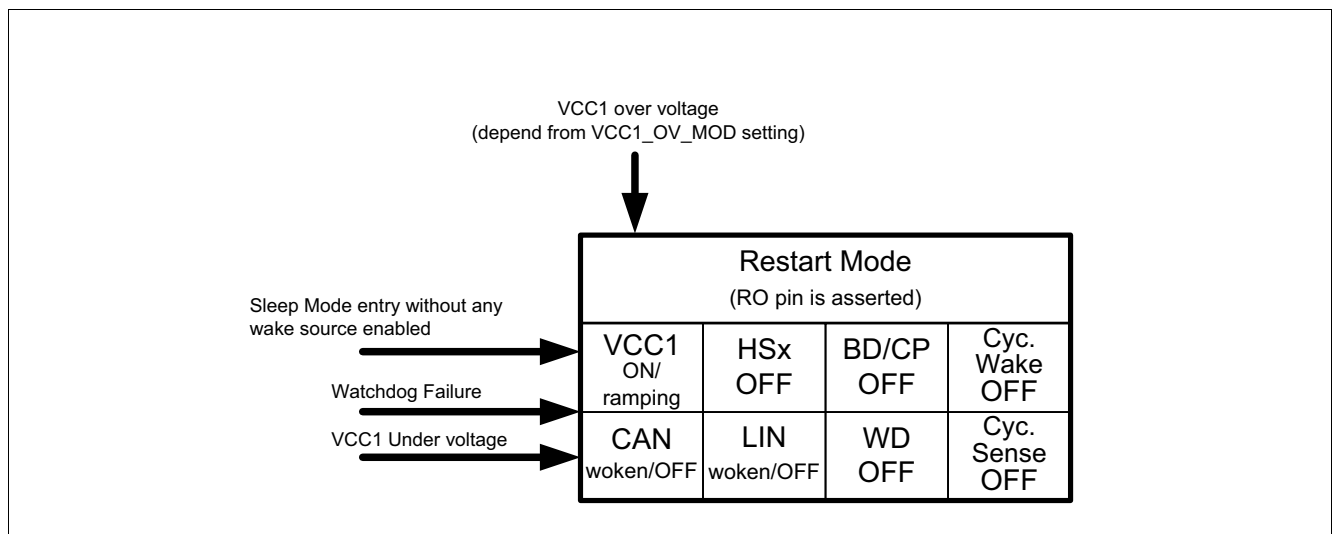 VCC1 over voltage
(depend from VCC1_OV_MOD setting)
Restart Mode
(RO pin is asserted)
Sleep Mode entry without any
wake source enabled
Watchdog Failure
VCC1 Under voltage
VCC1
ON/
ramping
HSx
OFF
BD/CP
OFF
Cyc.
Wake
OFF
CAN
woken/OFF
LIN
woken/OFF
WD
OFF
Cyc.
Sense
OFF